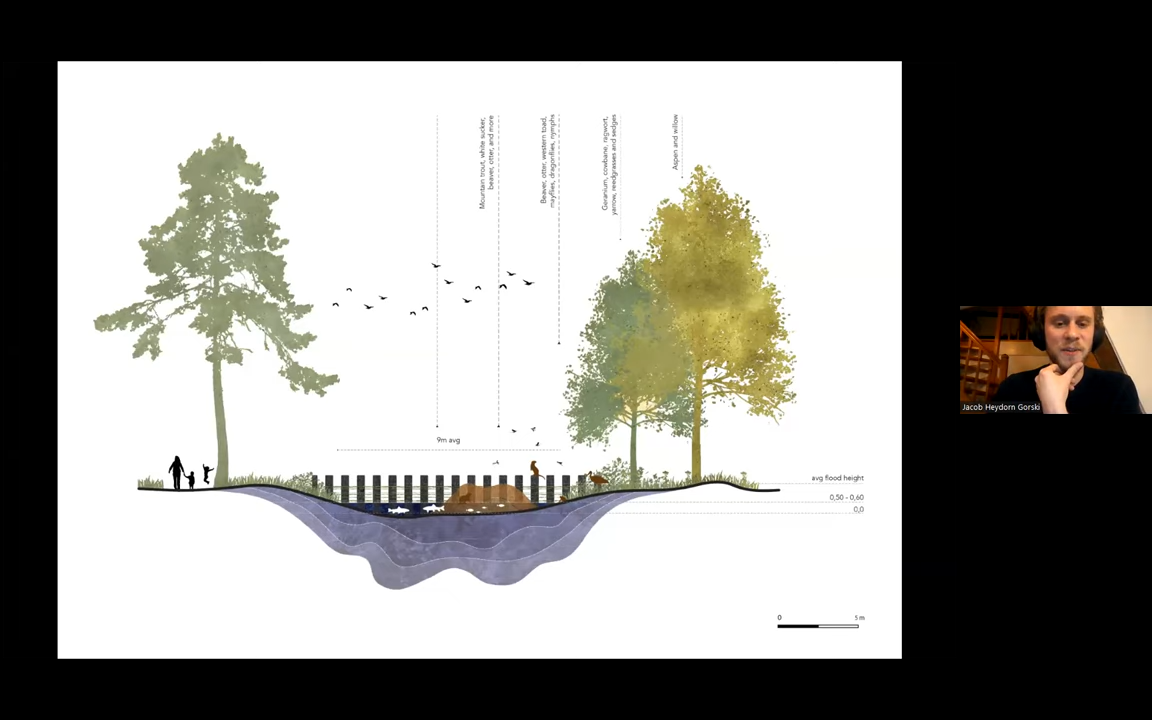 Mountain trout, white sucker,
beaver, otter, and more
Beaver, otter, western toad,
mayflies, dragonflies, nymphs
Geranium, cowbane, ragwort,
yarrow, reedgrasses and sedges
Aspen and willow
9m avg
avg flood height
0,50 - 0,60
0,0
0
5 m
Jacob Heydorn Gorski